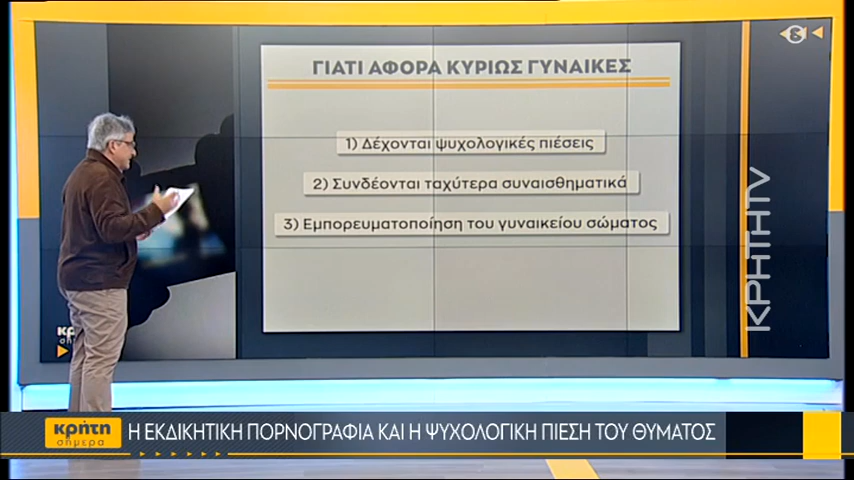 ΓΙΑΤΙ ΑΦΟΡΑ ΚΥΡΙΩΣ ΓΥΝΑΙΚΕΣ
1) Δέχονται ψυχολογικές πιέσεις
2) Συνδέονται ταχύτερα συναισθηματικά
3) Εμπορευματοποίηση του γυναικείου σώματος
ΚΡΗΤΗTV
κρήτη
σήμερα
Η ΕΚΔΙΚΗΤΙΚΗ ΠΟΡΝΟΓΡΑΦΙΑ ΚΑΙ Η ΨΥΧΟΛΟΓΙΚΗ ΠΙΕΣΗ ΤΟΥ ΘΥΜΑΤΟΣ